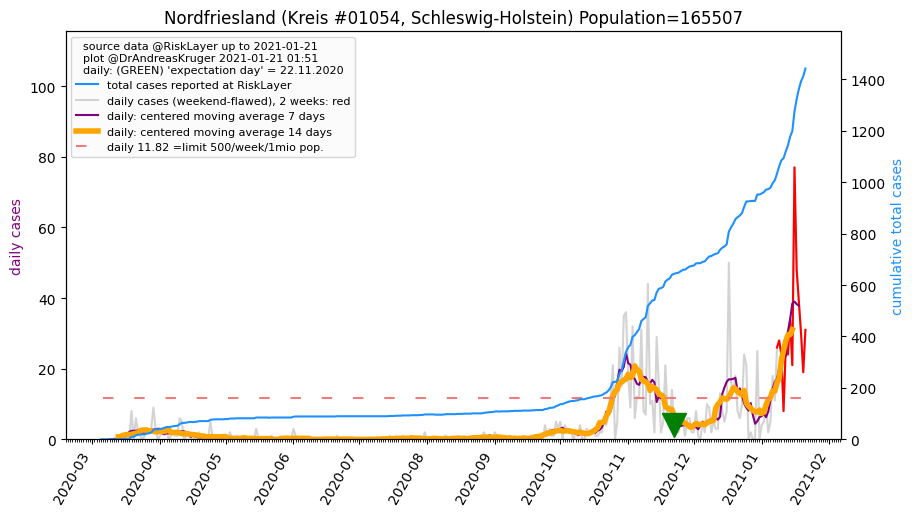 Nordfriesland (Kreis #01054, Schleswig-Holstein) Population=165507
source data @RiskLayer up to 2021-01-21
plot @DrAndreasKruger 2021-01-21 01:51
daily: (GREEN) 'expectation day' = 22.11.2020
total cases reported at RiskLayer
daily cases (weekend-flawed), 2 weeks: red
daily: centered moving average 7 days
daily: centered moving average 14 days
daily 11.82 =limit 500/week/1mio pop.
daily cases
100
80
60
40
20
0
cumulative total cases
1400
1200
1000
800
600
400
200
0
2020-03
2020-04
2020-05
2020-06
2020-07
2020-08
2020-09
2020-10
2020-11
2020-12
2021-01
2021-02